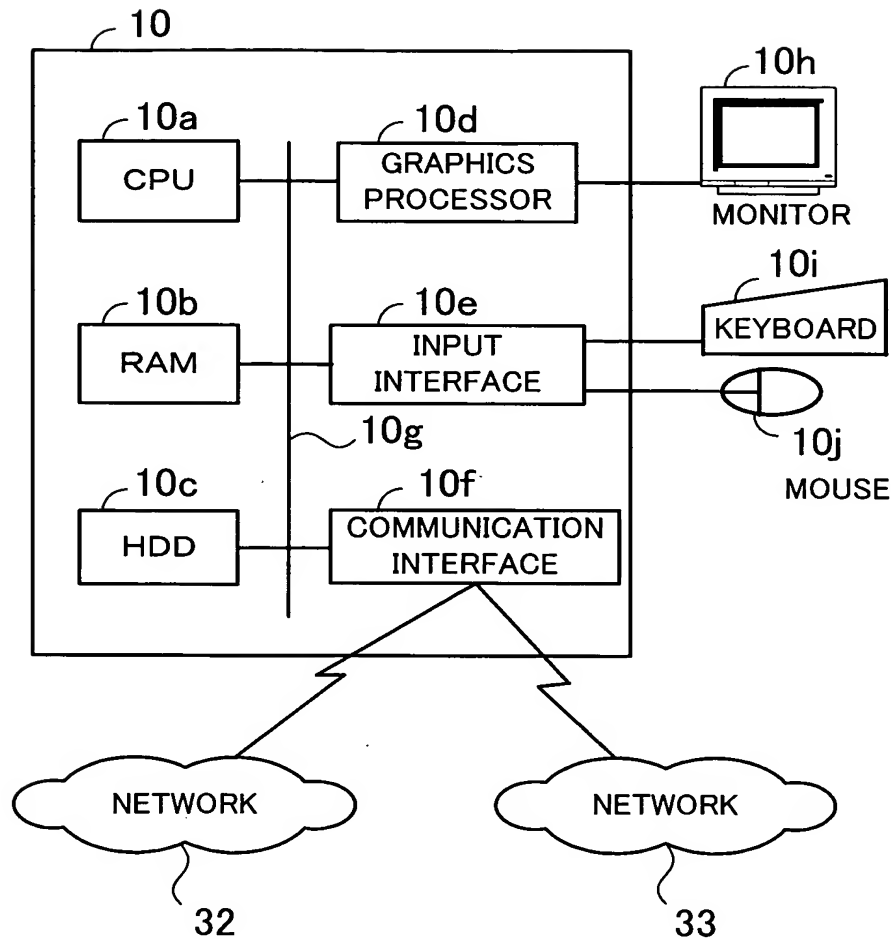 10
10h
10a
CPU
10d
GRAPHICS
PROCESSOR
MONITOR
10b
RAM
10e
INPUT
INTERFACE
10i
KEYBOARD
10j
MOUSE
10g
10c
HDD
10f
COMMUNICATION
INTERFACE
NETWORK
32
NETWORK
33